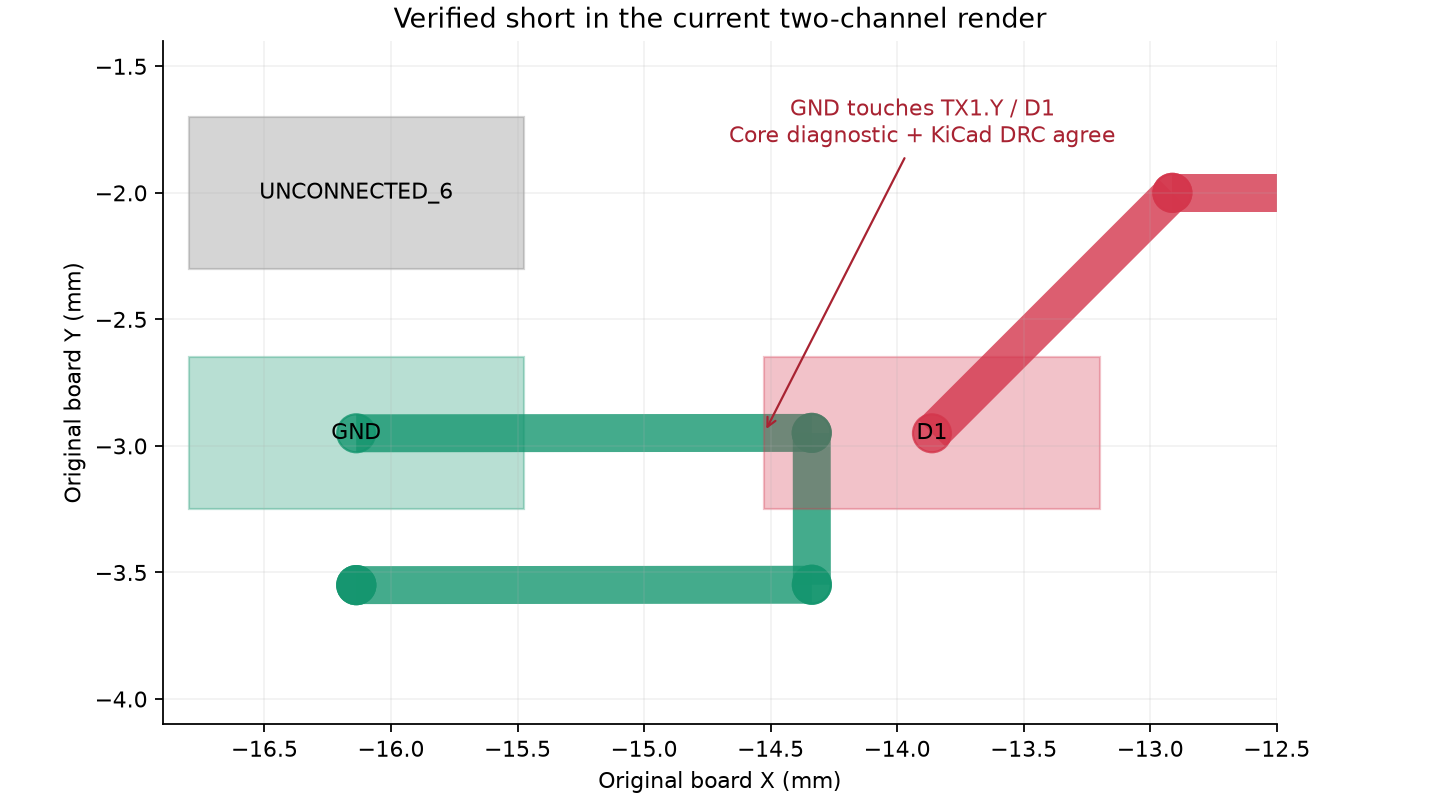 Verified short in the current two-channel render
Original board Y (mm)
−1.5
−2.0
−2.5
−3.0
−3.5
−4.0
GND touches TX1.Y / D1
Core diagnostic + KiCad DRC agree
UNCONNECTED_6
GND
D1
−16.5
−16.0
−15.5
−15.0
−14.5
−14.0
−13.5
−13.0
−12.5
Original board X (mm)